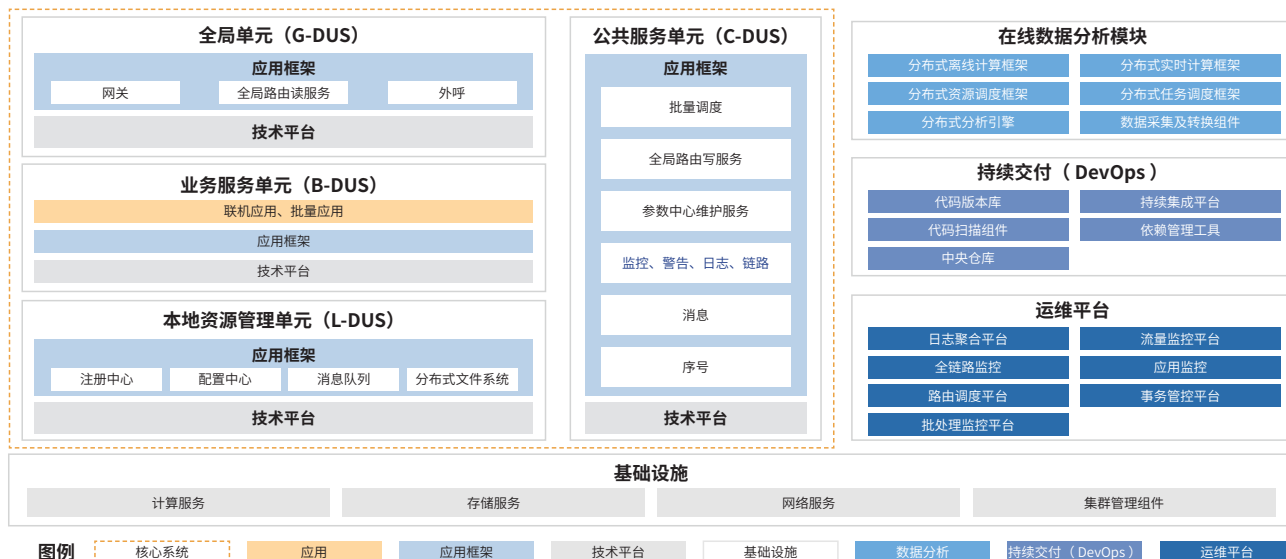 全局单元（G-DUS）
应用框架
网关
全局路由读服务
外呼
技术平台
业务服务单元（B-DUS）
联机应用、批量应用
应用框架
技术平台
本地资源管理单元（L-DUS）
应用框架
注册中心
配置中心
消息队列
分布式文件系统
技术平台
公共服务单元（C-DUS）
应用框架
批量调度
全局路由写服务
参数中心维护服务
监控、警告、日志、链路
消息
序号
技术平台
在线数据分析模块
分布式离线计算框架
分布式实时计算框架
分布式资源调度框架
分布式任务调度框架
分布式分析引擎
数据采集及转换组件
持续交付（ DevOps ）
代码版本库
持续集成平台
代码扫描组件
依赖管理工具
中央仓库
运维平台
日志聚合平台
流量监控平台
全链路监控
应用监控
路由调度平台
事务管控平台
批处理监控平台
基础设施
计算服务
存储服务
网络服务
集群管理组件
图例
核心系统
应用
应用框架
技术平台
基础设施
数据分析
持续交付（ DevOps ）
运维平台